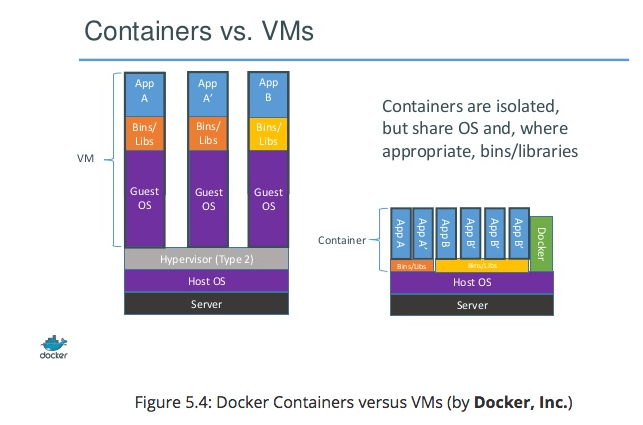 Containers vs. VMs
App
A
App
A’
App
B
Bins/
Libs
Bins/
Libs
Bins/
Libs
VM
Guest
OS
Guest
OS
Guest
OS
Hypervisor (Type 2)
Host OS
Server
Containers are isolated,
but share OS and, where
appropriate, bins/libraries
Container
App A
App A’
App B
App B’
App B’
App B’
Docker
Bins/Libs
Bins/Libs
Host OS
Server
docker
Figure 5.4: Docker Containers versus VMs (by Docker, Inc.)